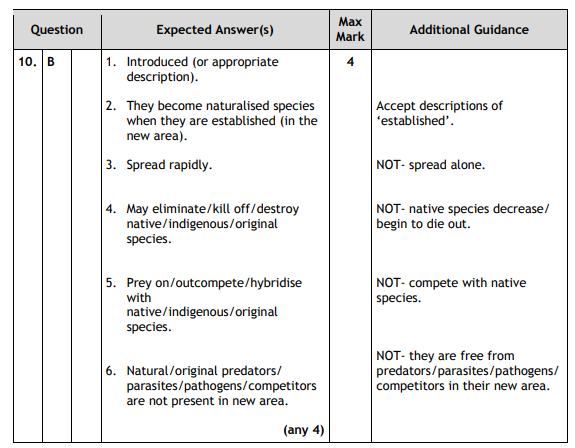 Question Expected Answer(s) Max Mark Additional Guidance
10. B 1. Introduced (or appropriate 4
description).
2. They become naturalised species Accept descriptions of
when they are established (in the ‘established’.
new area).
3. Spread rapidly. NOT- spread alone.
4. May eliminate/kill off/destroy NOT- native species decrease/
native/indigenous/original begin to die out.
species.
5. Prey on/outcompete/hybridise NOT- compete with native
with species.
native/indigenous/original
species.
NOT- they are free from
6. Natural/original predators/ predators/parasites/pathogens/
parasites/pathogens/competitors competitors in their new area.
are not present in new area.
(any 4)